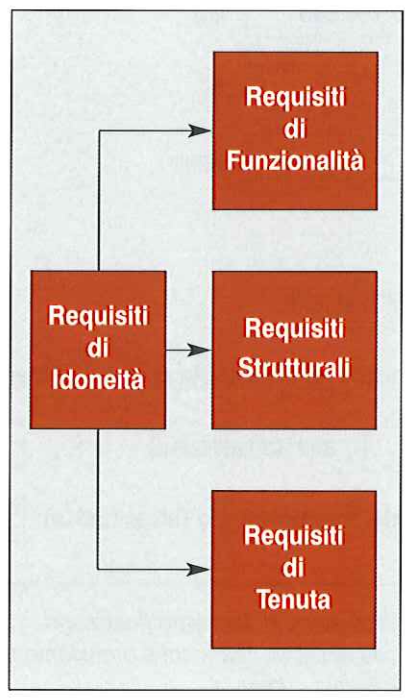 Requisiti
di
Funzionalità
Requisiti
di
Idoneità
Requisiti
Strutturali
Requisiti
di
Tenuta